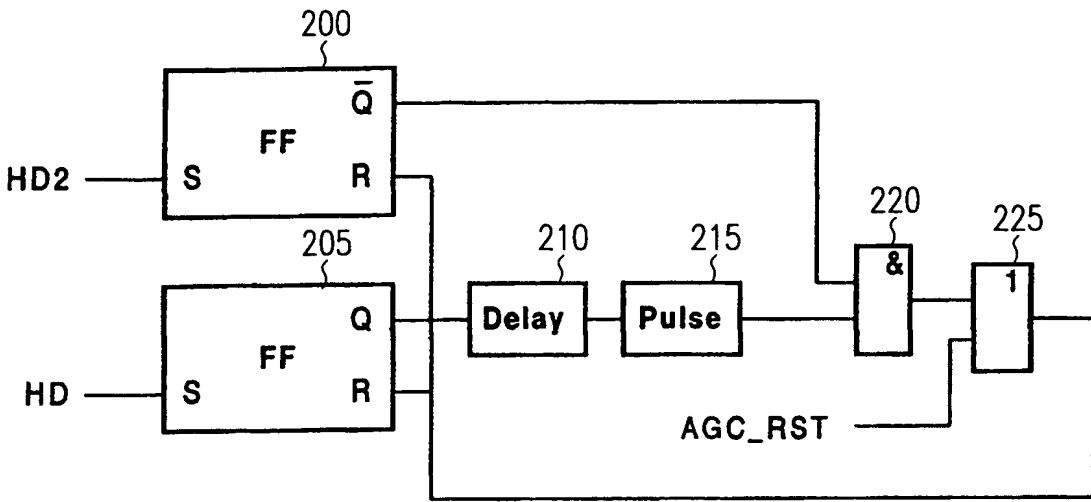 200
Q̅
FF
HD2
S
R
205
Q
FF
HD
S
R
210
Delay
215
Pulse
220
&
225
1
AGC_RST